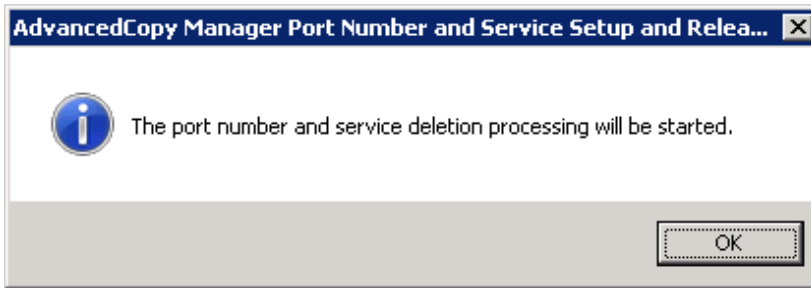 AdvancedCopy Manager Port Number and Service Setup and Relea...
The port number and service deletion processing will be started.
OK